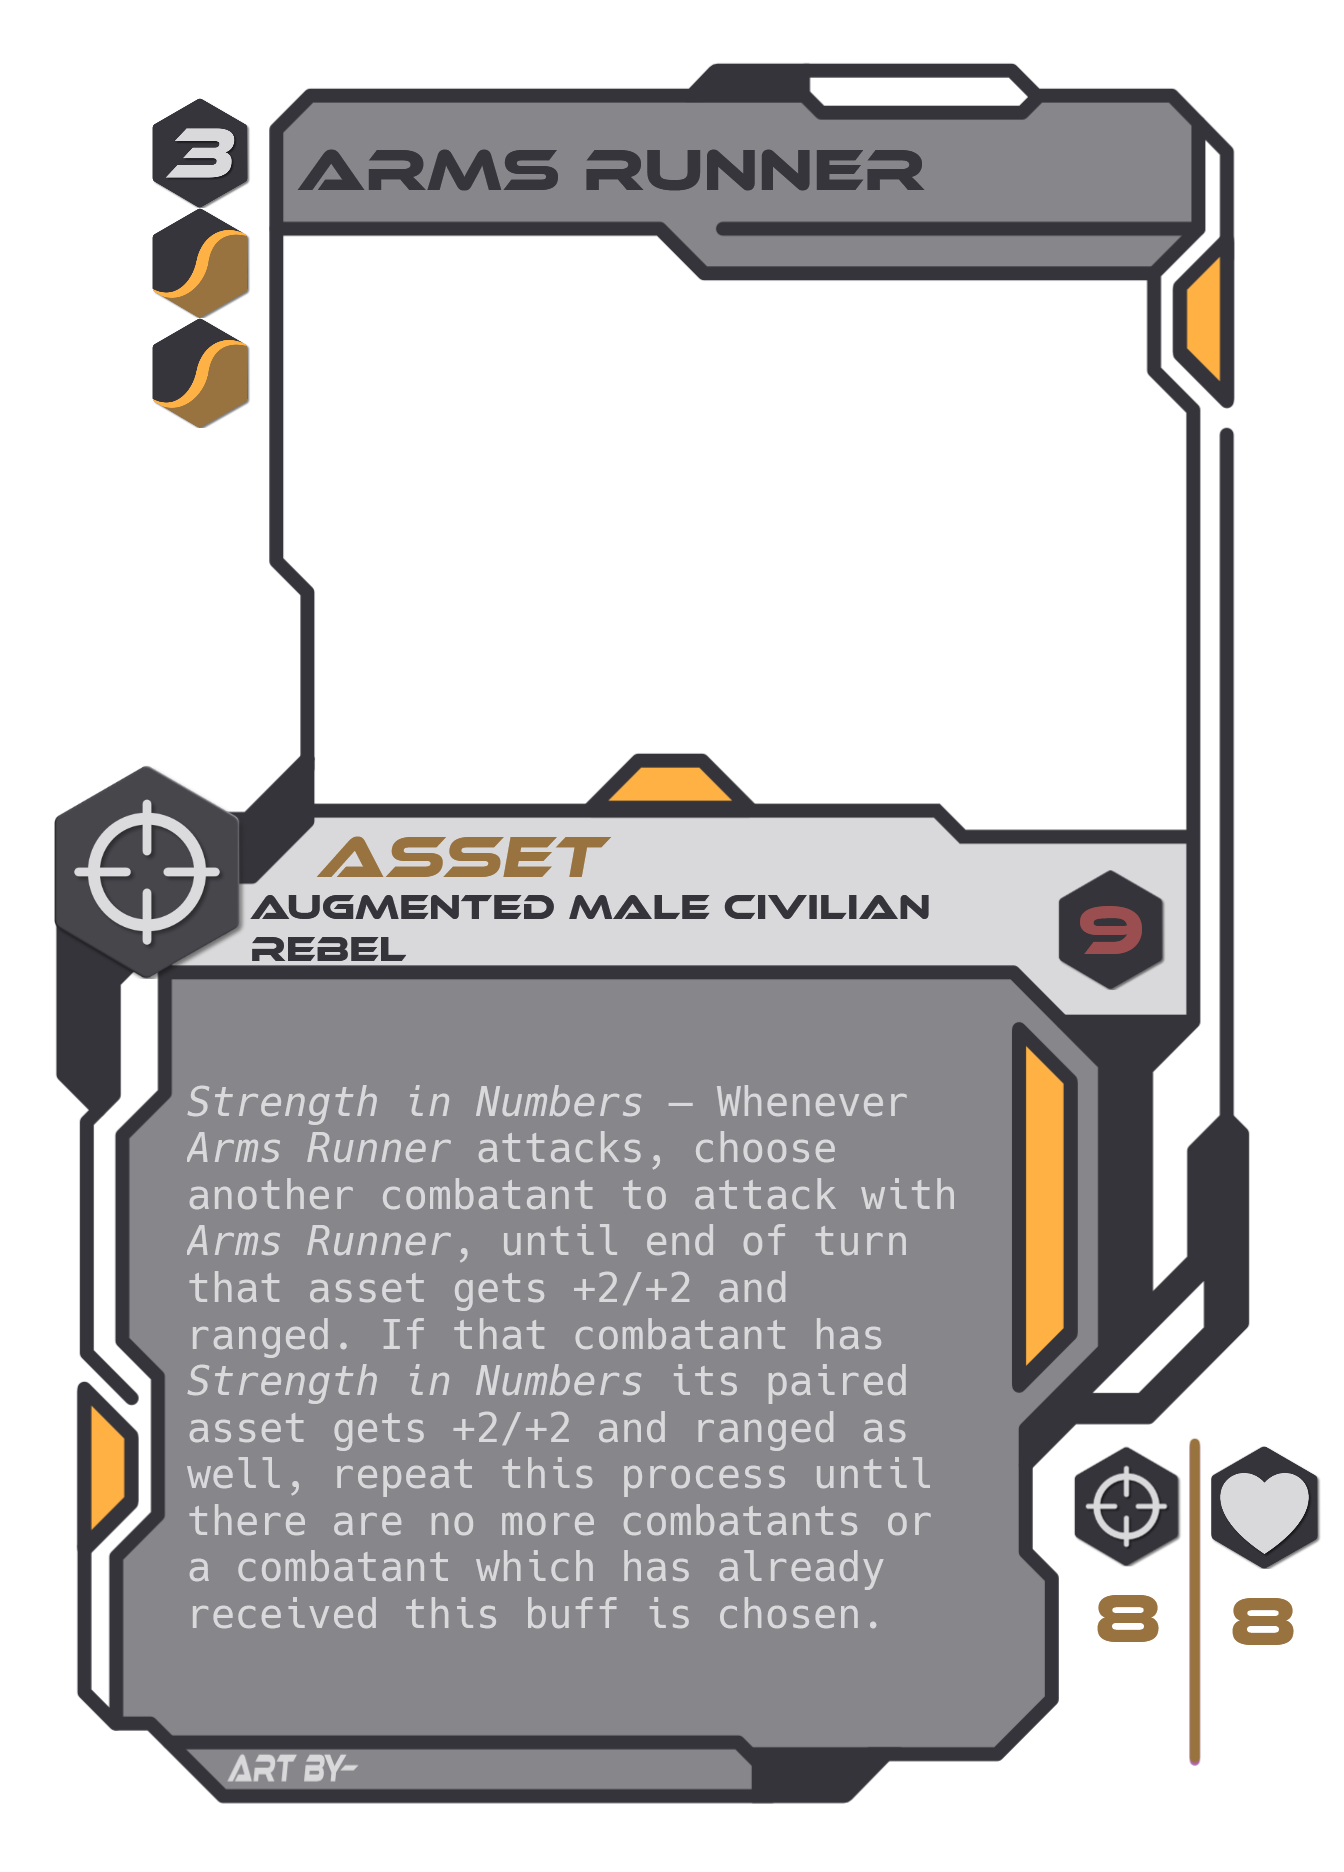 3
ARMS RUNNER
ASSET
AUGMENTED MALE CIVILIAN
REBEL
9
Strength in Numbers – Whenever
Arms Runner attacks, choose
another combatant to attack with
Arms Runner, until end of turn
that asset gets +2/+2 and
ranged. If that combatant has
Strength in Numbers its paired
asset gets +2/+2 and ranged as
well, repeat this process until
there are no more combatants or
a combatant which has already
received this buff is chosen.
8 8
ART BY-